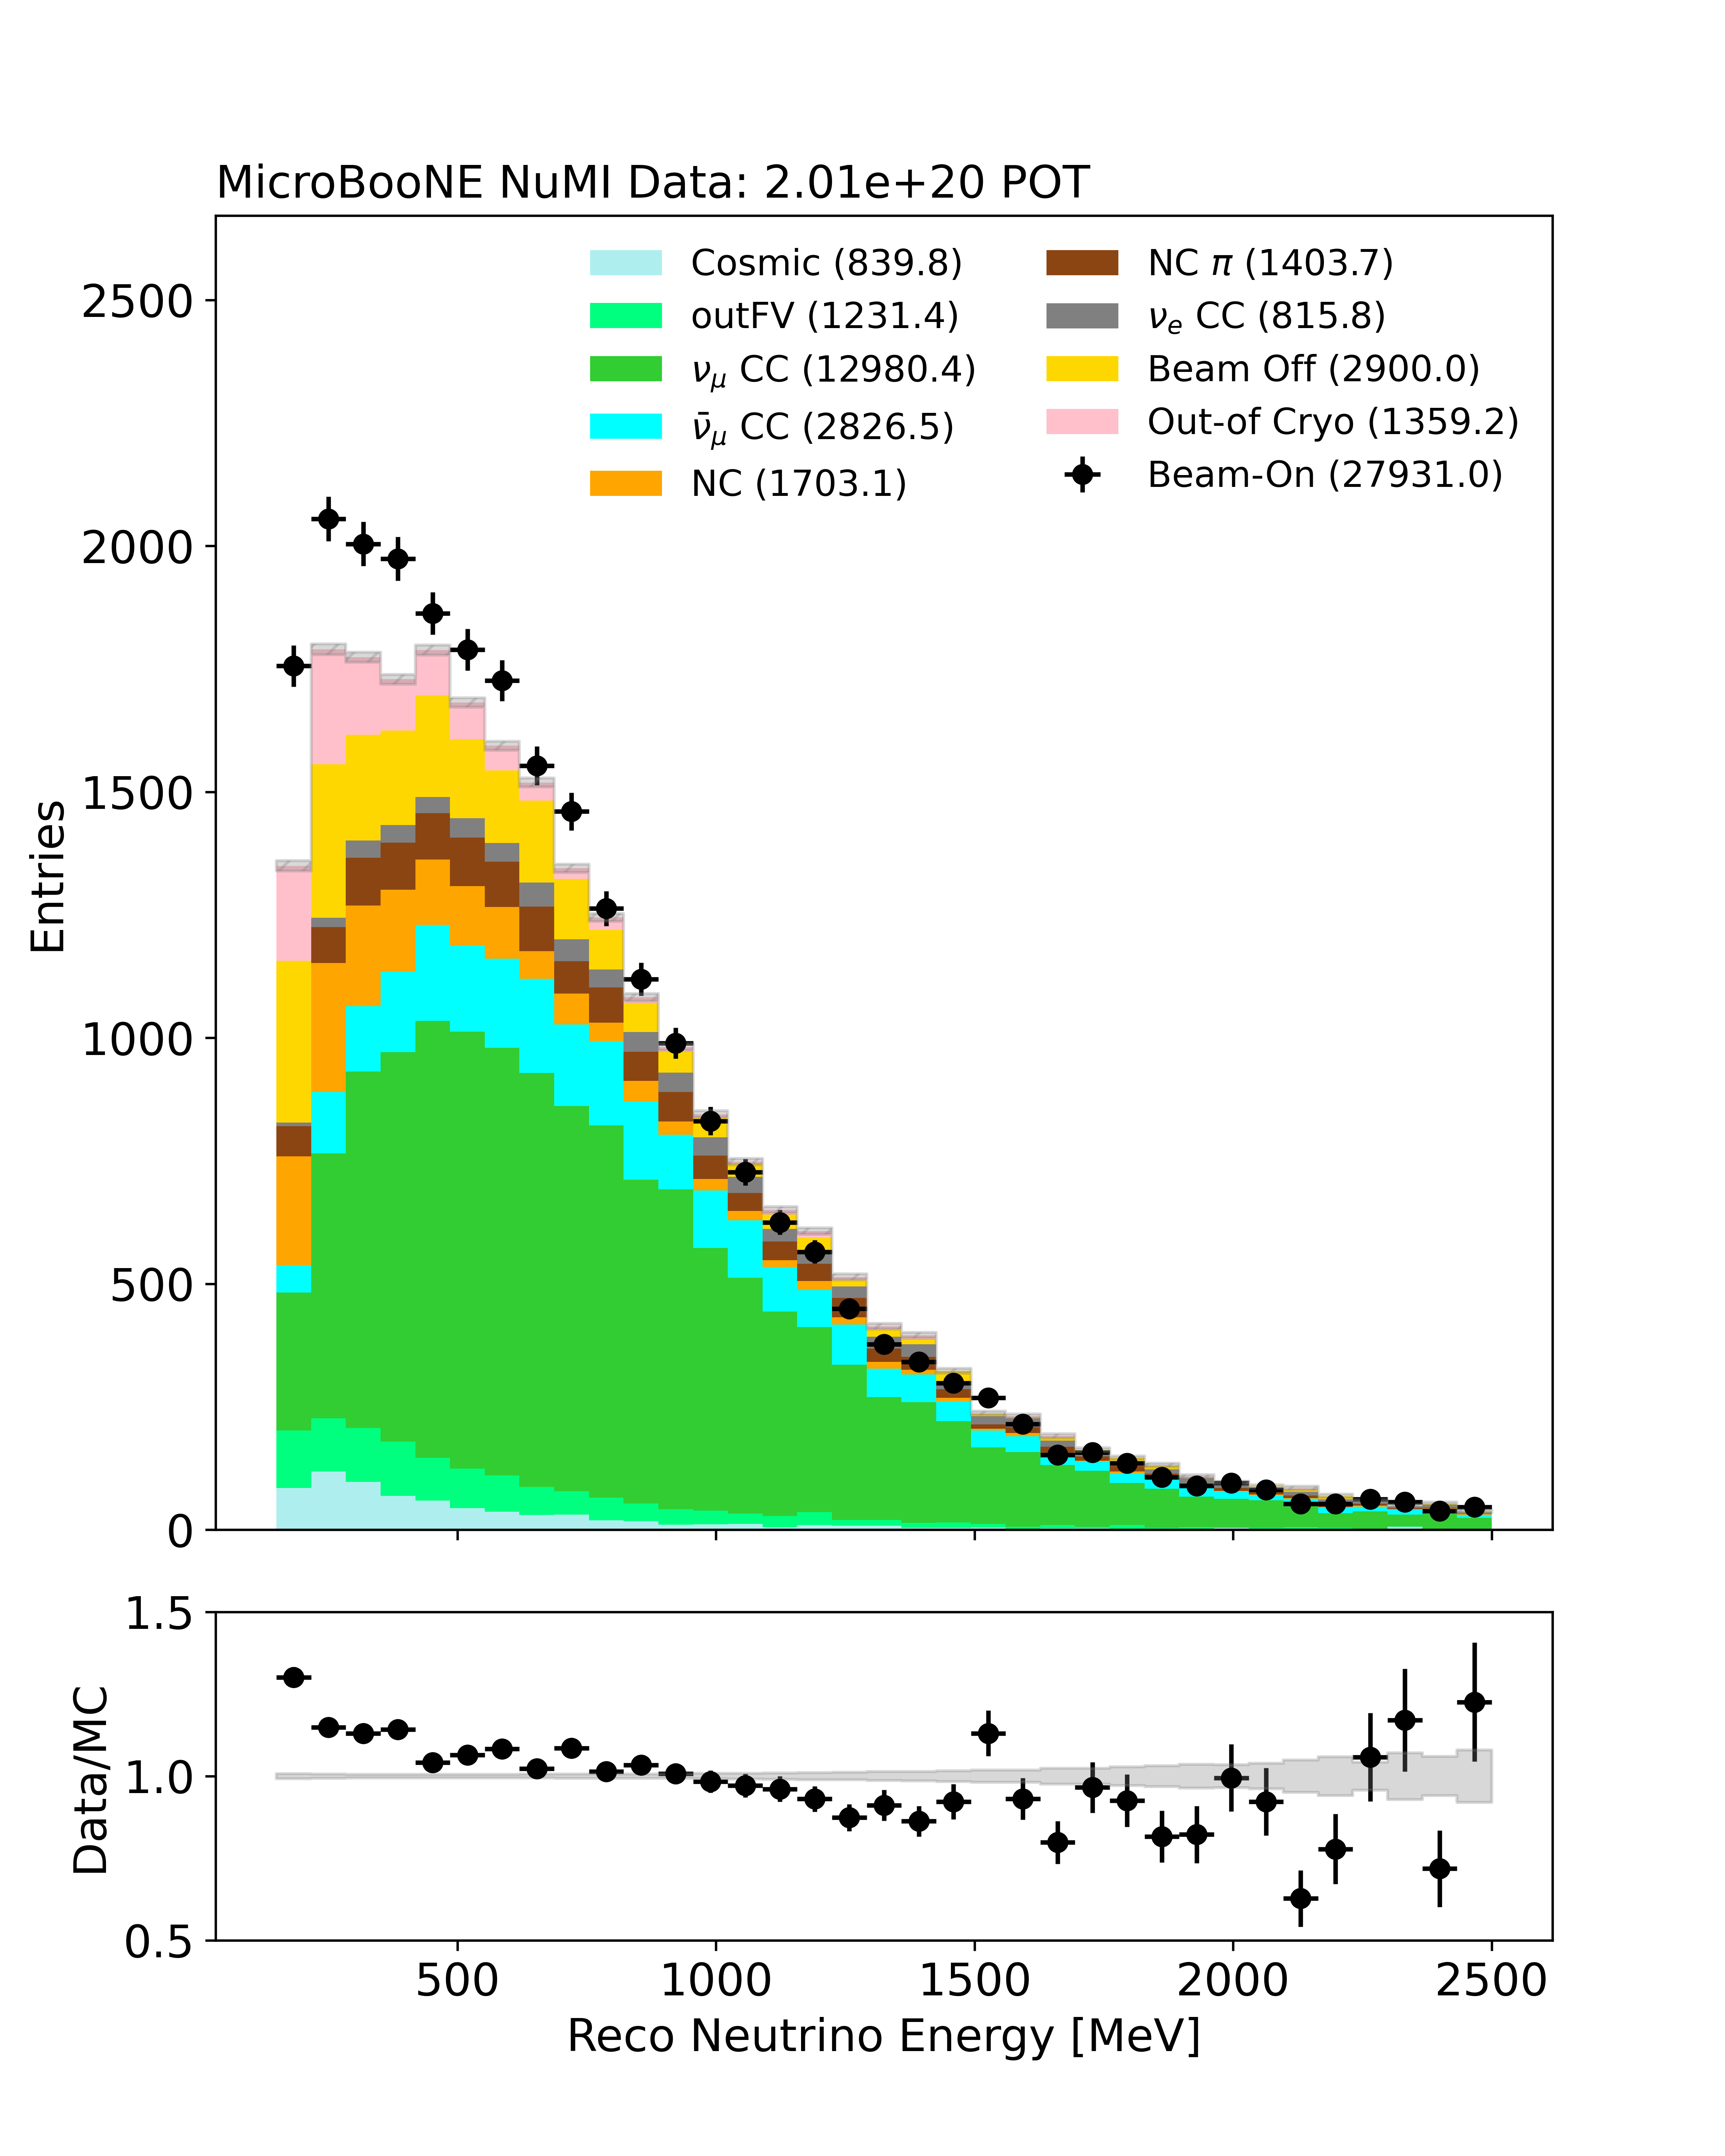 MicroBooNE NuMI Data: 2.01e+20 POT
Cosmic (839.8)
outFV (1231.4)
νμ CC (12980.4)
ν̄μ CC (2826.5)
NC (1703.1)
NC π (1403.7)
νe CC (815.8)
Beam Off (2900.0)
Out-of Cryo (1359.2)
Beam-On (27931.0)
2500
2000
1500
1000
500
0
Entries
1.5
1.0
0.5
Data/MC
500
1000
1500
2000
2500
Reco Neutrino Energy [MeV]